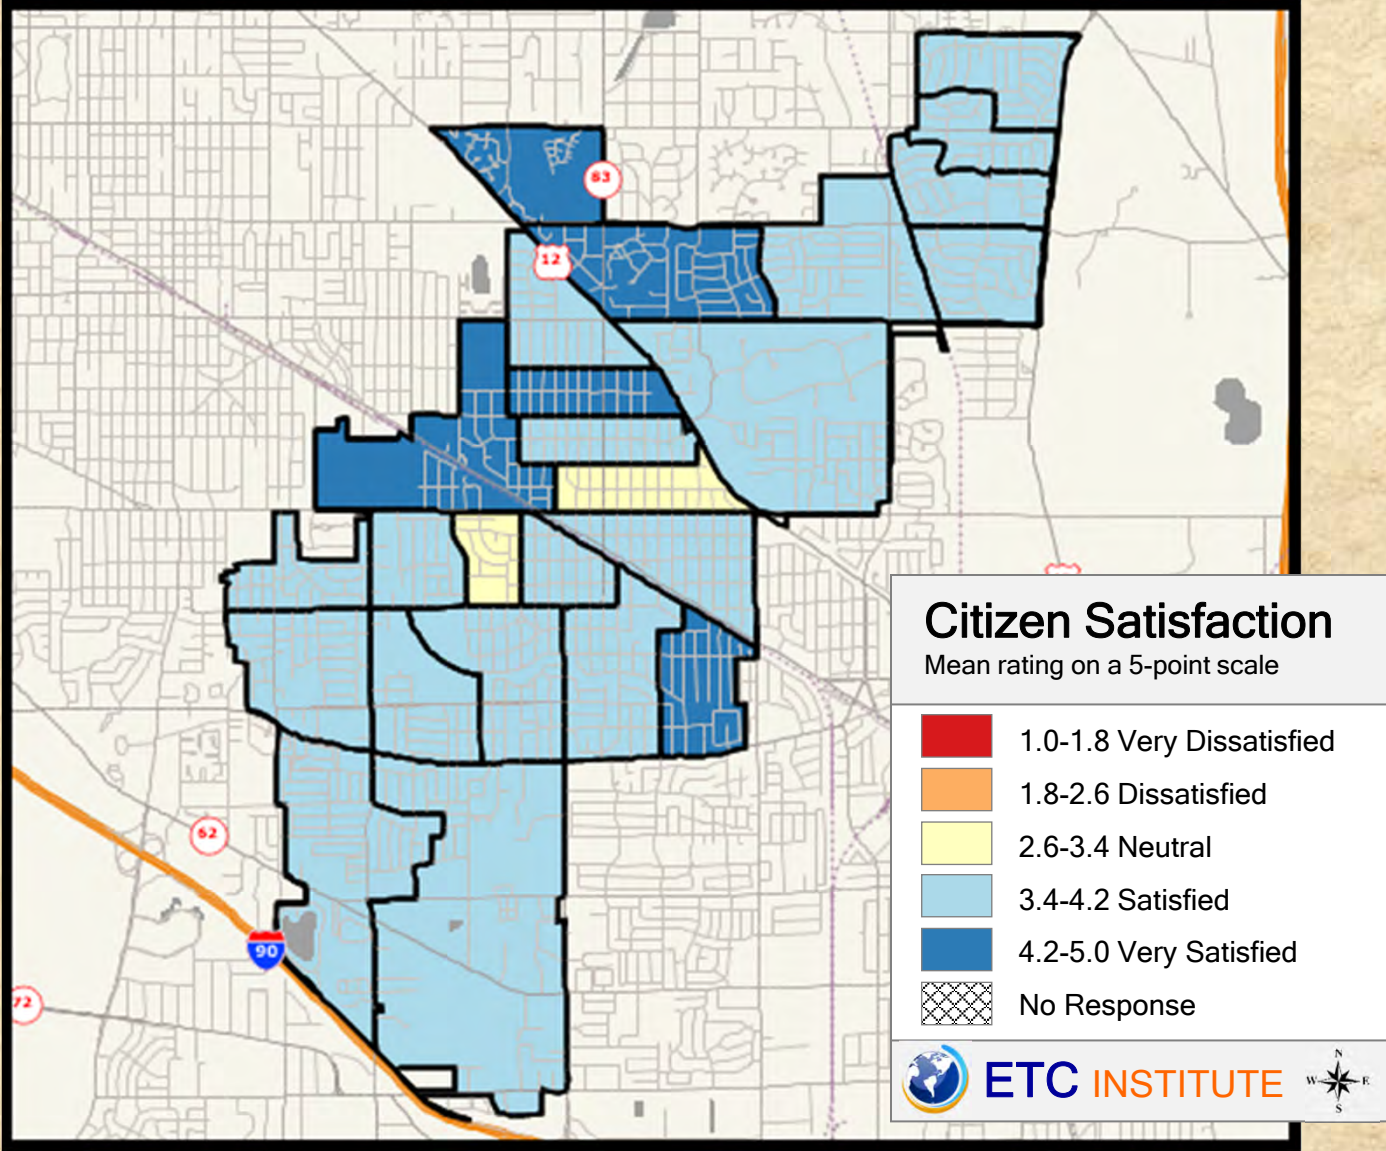 83
12
62
90
72
Citizen Satisfaction
Mean rating on a 5-point scale
1.0-1.8 Very Dissatisfied
1.8-2.6 Dissatisfied
2.6-3.4 Neutral
3.4-4.2 Satisfied
4.2-5.0 Very Satisfied
No Response
ETC INSTITUTE
N
W E
S